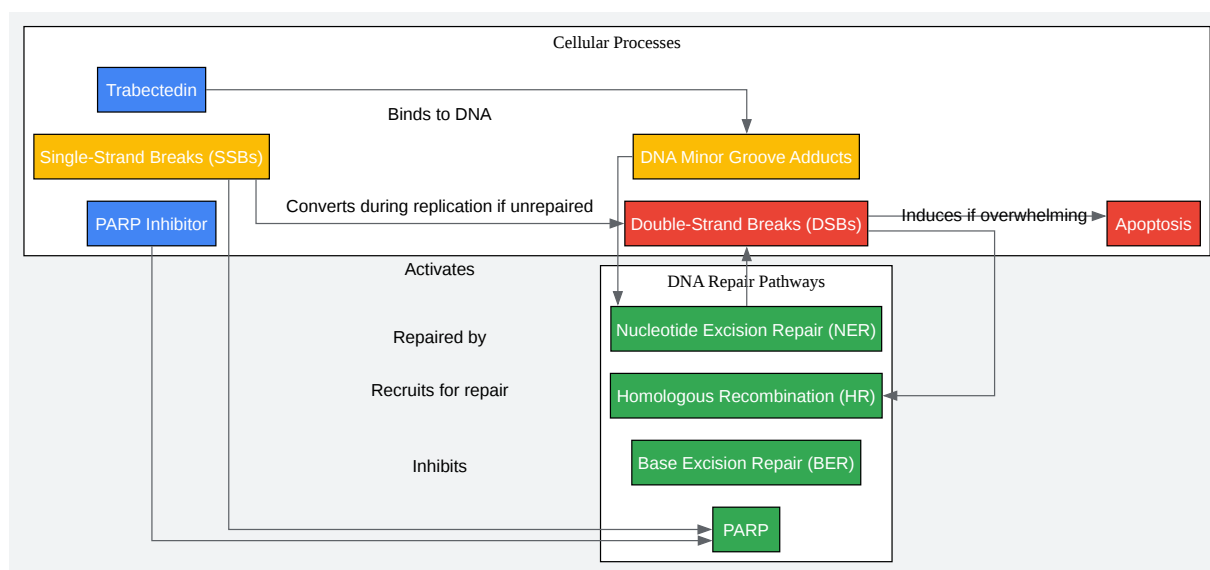 Cellular Processes
Trabectedin
Binds to DNA
Single-Strand Breaks (SSBs)
DNA Minor Groove Adducts
PARP Inhibitor
Converts during replication if unrepaired
Double-Strand Breaks (DSBs)
Induces if overwhelming
Apoptosis
Activates
DNA Repair Pathways
Nucleotide Excision Repair (NER)
Repaired by
Recruits for repair
Homologous Recombination (HR)
Inhibits
Base Excision Repair (BER)
PARP